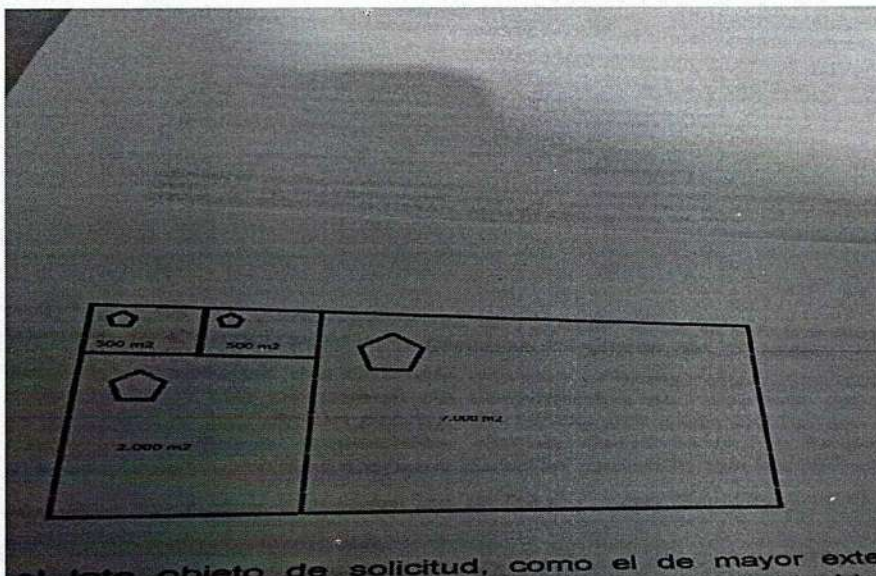 500 m2
500 m2
7.000 m2
2.000 m2
lote objeto de solicitud, como el de mayor exte